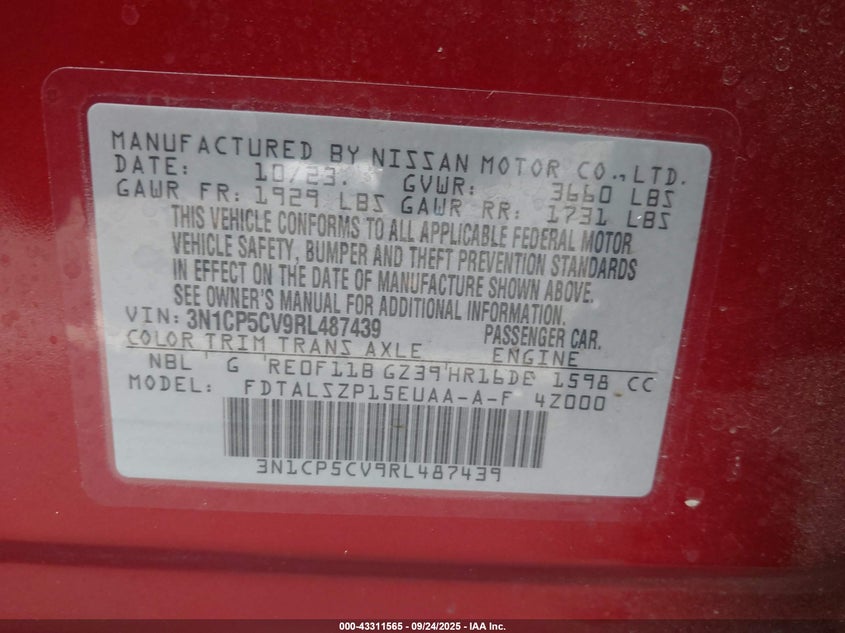 MANUFACTURED BY NISSAN MOTOR CO., LTD.
DATE: 10/23. GVWR: 3660 LBS
GAWR FR: 1929 LBS GAWR RR: 1731 LBS
THIS VEHICLE CONFORMS TO ALL APPLICABLE FEDERAL MOTOR
VEHICLE SAFETY, BUMPER AND THEFT PREVENTION STANDARDS
IN EFFECT ON THE DATE OF MANUFACTURE SHOWN ABOVE.
SEE OWNER'S MANUAL FOR ADDITIONAL INFORMATION.
VIN: 3N1CP5CV9RL487439 PASSENGER CAR.
COLOR TRIM TRANS AXLE ENGINE
NBL G RE0F11B GZ39 HR16DE 1598 CC
MODEL: FDTALSZP15EUAA-A-F 4Z000
3N1CP5CV9RL487439
000-43311565 - 09/24/2025 - IAA Inc.